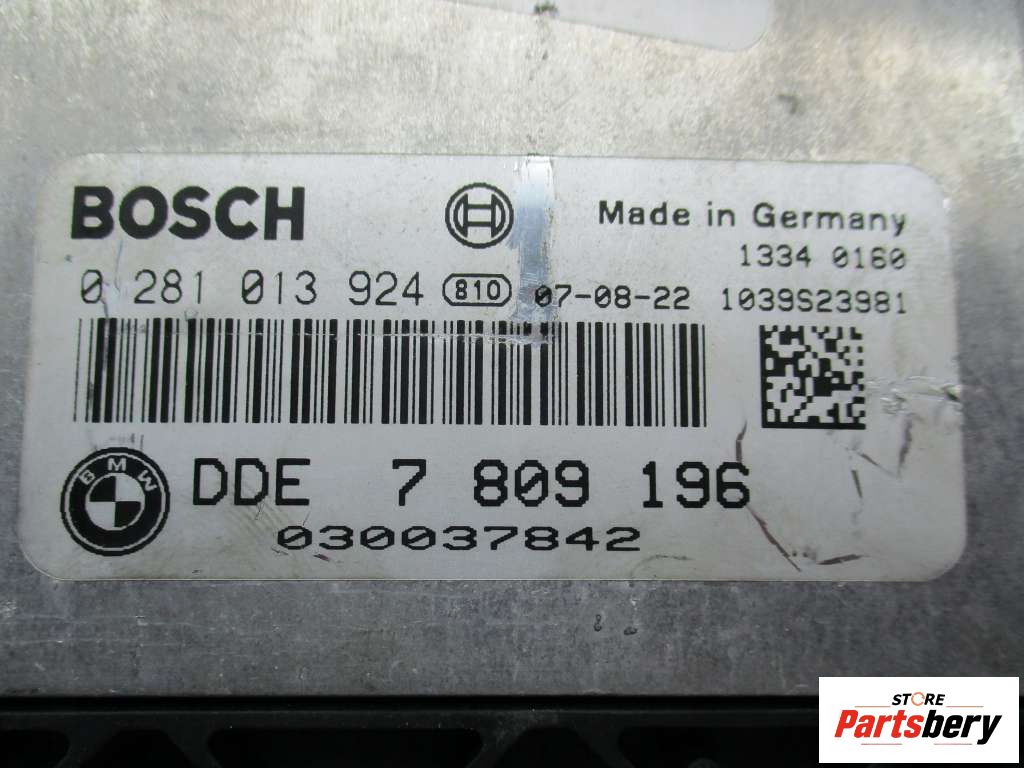 BOSCH
Made in Germany
1334 0160
0 281 013 924 810 07-08-22 1039S23981
BMW
DDE 7 809 196
030037842
STORE
Partsbery